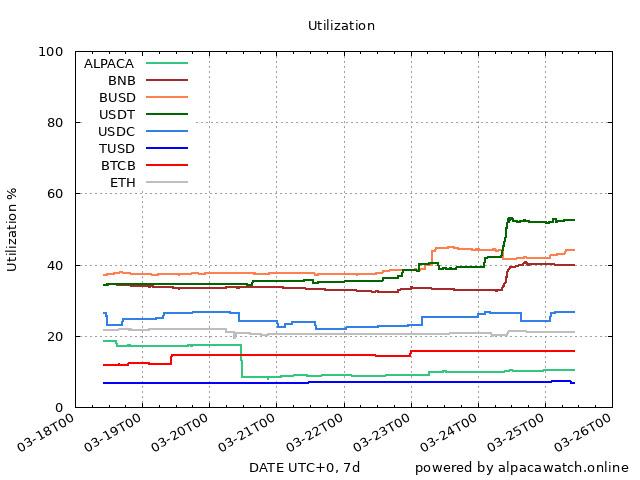 Utilization
100
80
60
40
20
0
Utilization %
ALPACA
BNB
BUSD
USDT
USDC
TUSD
BTCB
ETH
03-18T00
03-19T00
03-20T00
03-21T00
03-22T00
03-23T00
03-24T00
03-25T00
03-26T00
DATE UTC+0, 7d
powered by alpacawatch.online